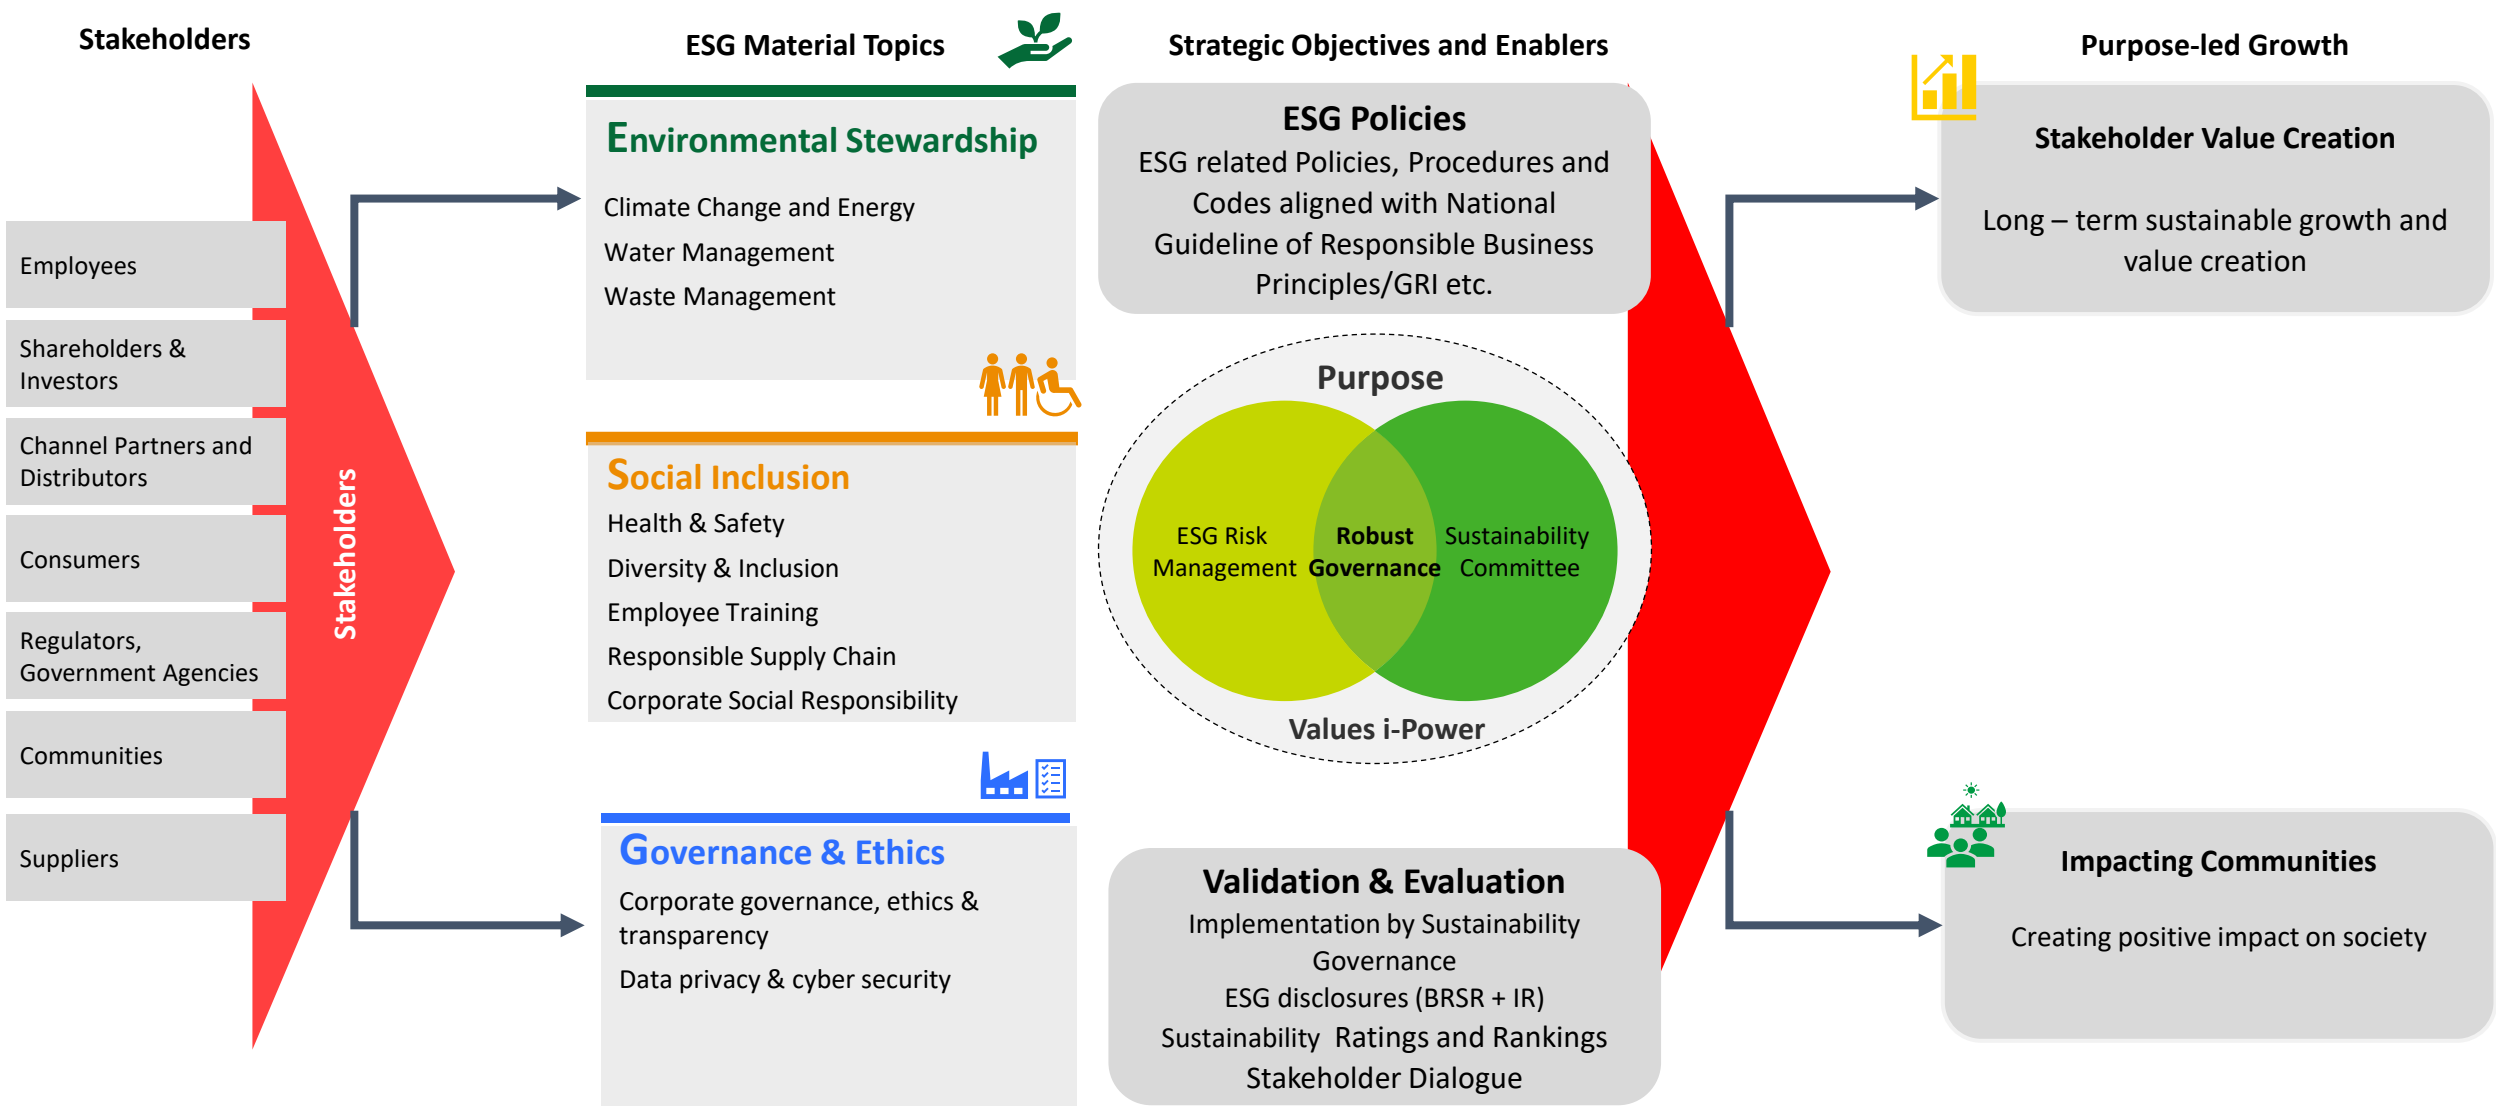 Stakeholders
Employees
Shareholders &
Investors
Channel Partners and
Distributors
Consumers
Regulators,
Government Agencies
Communities
Suppliers
Stakeholders
ESG Material Topics
Environmental Stewardship
Climate Change and Energy
Water Management
Waste Management
Social Inclusion
Health & Safety
Diversity & Inclusion
Employee Training
Responsible Supply Chain
Corporate Social Responsibility
Governance & Ethics
Corporate governance, ethics &
transparency
Data privacy & cyber security
Strategic Objectives and Enablers
ESG Policies
ESG related Policies, Procedures and
Codes aligned with National
Guideline of Responsible Business
Principles/GRI etc.
Purpose
ESG Risk
Management
Robust
Governance
Sustainability
Committee
Values i-Power
Validation & Evaluation
Implementation by Sustainability
Governance
ESG disclosures (BRSR + IR)
Sustainability Ratings and Rankings
Stakeholder Dialogue
Purpose-led Growth
Stakeholder Value Creation
Long – term sustainable growth and
value creation
Impacting Communities
Creating positive impact on society